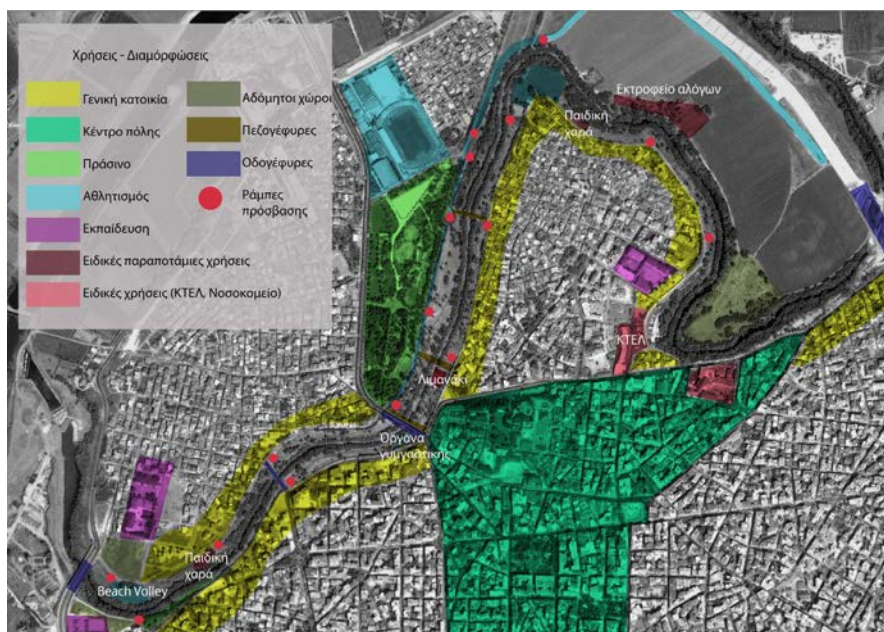 Χρήσεις - Διαμόρφώσεις
Γενική κατοικία
Κέντρο πόλης
Πράσινο
Αθλητισμός
Εκπαίδευση
Ειδικές παραποτάμιες χρήσεις
Ειδικές χρήσεις (ΚΤΕΛ, Νοσοκομείο)
Αδόμητοι χώροι
Πεζογέφυρες
Οδογέφυρες
Ράμπες
πρόσβασης
Εκτροφείο αλόγων
Παιδική
χαρά
ΚΤΕΛ
Λιμανάκι
Όργανα
γυμναστικής
Παιδική
χαρά
Beach Volley